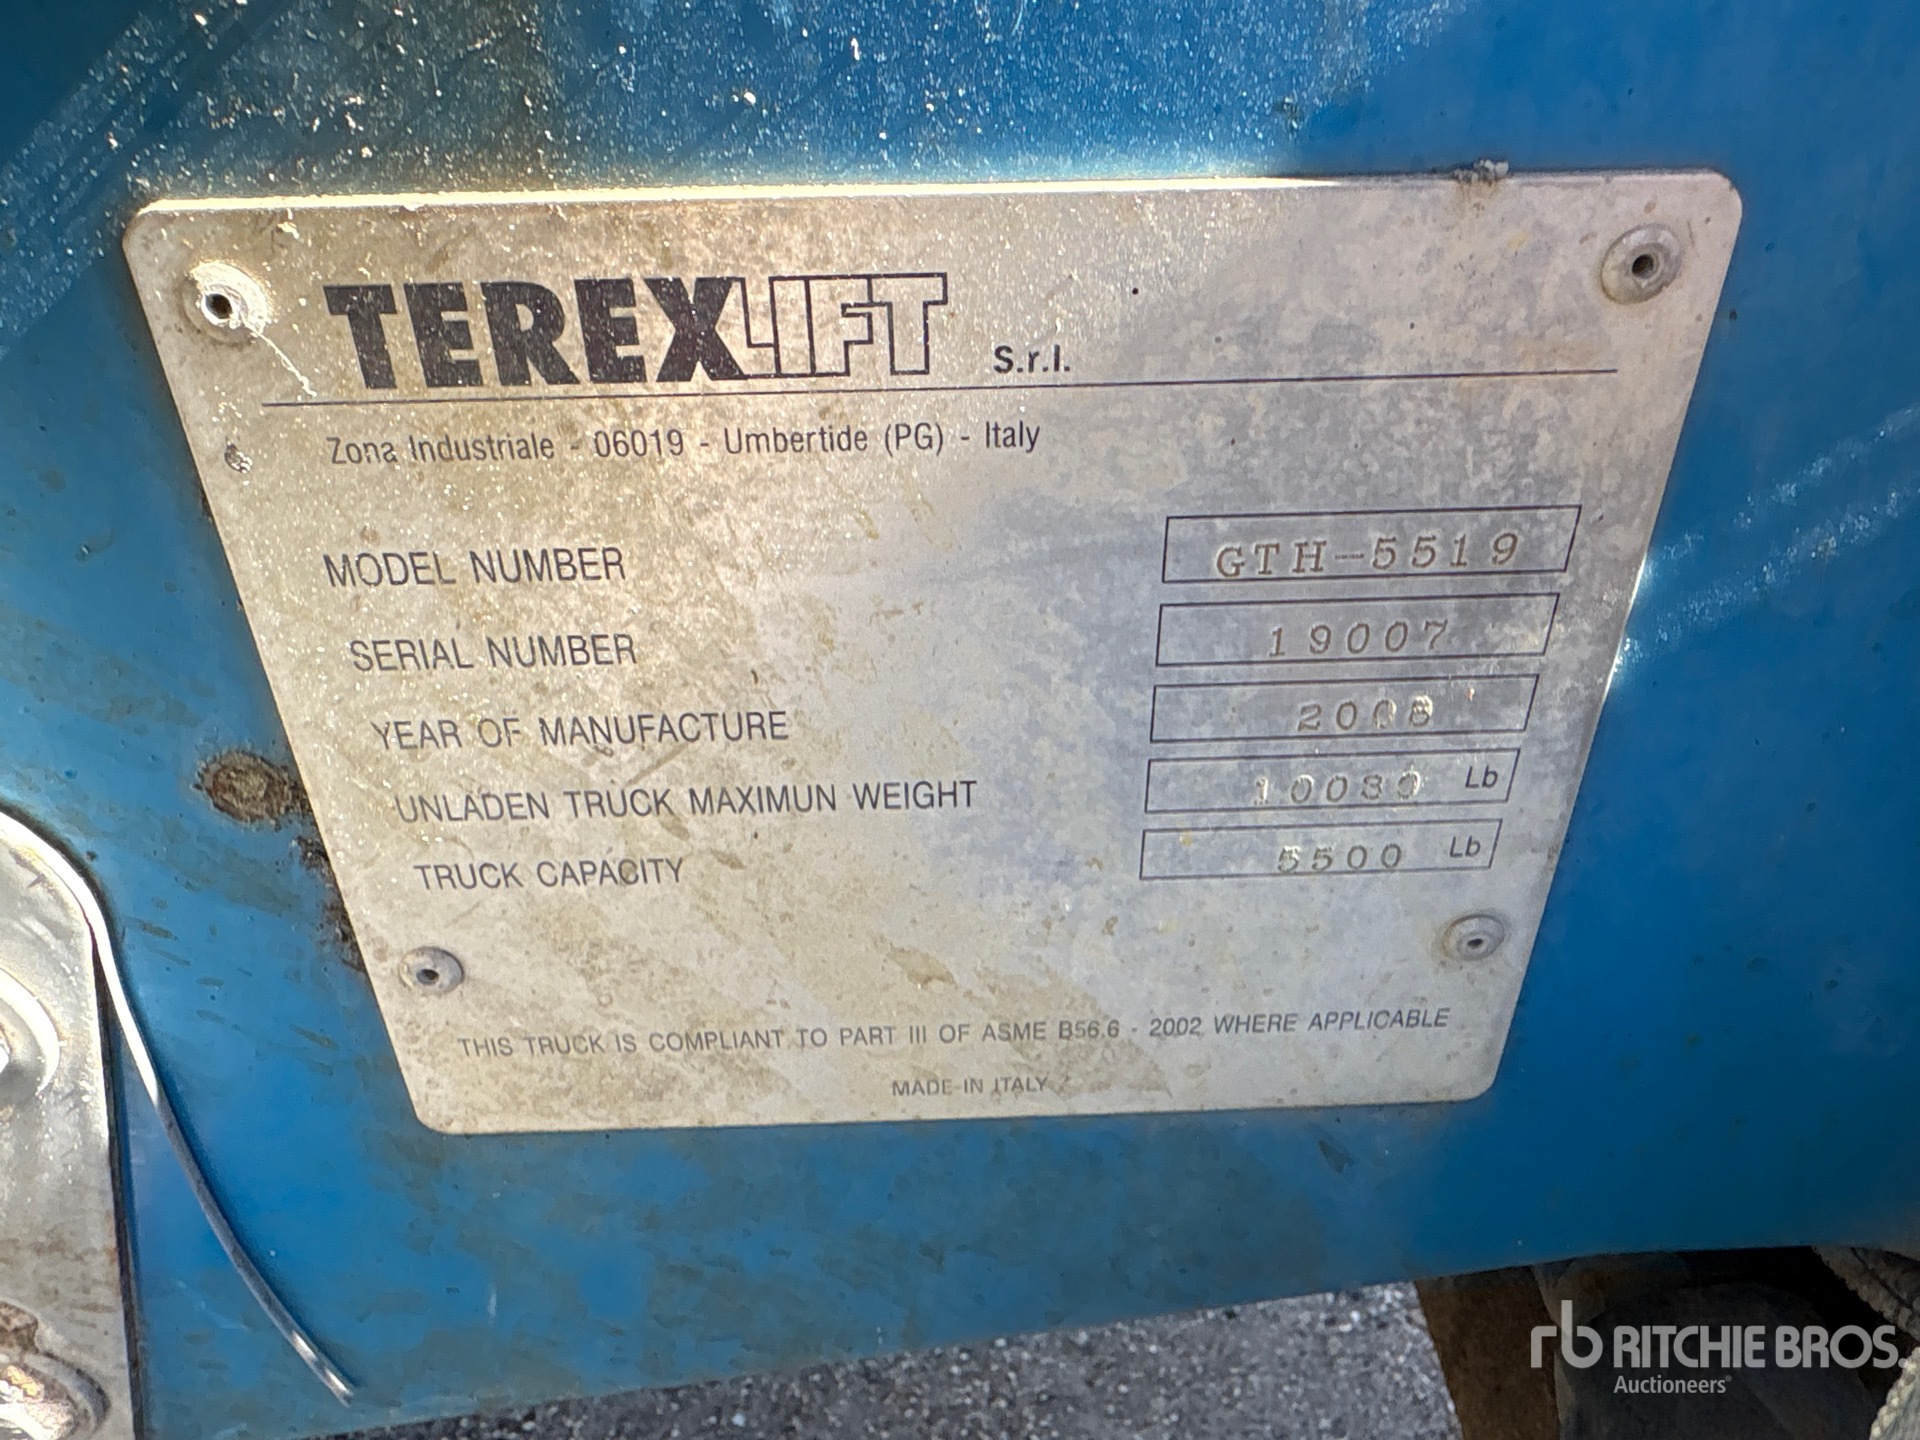 TEREXLIFT S.r.l.
Zona Industriale - 06019 - Umbertide (PG) - Italy
MODEL NUMBER GTH-5519
SERIAL NUMBER 19007
YEAR OF MANUFACTURE 2008
UNLADEN TRUCK MAXIMUN WEIGHT 10080 Lb
TRUCK CAPACITY 5500 Lb
THIS TRUCK IS COMPLIANT TO PART III OF ASME B56.6 - 2002 WHERE APPLICABLE
MADE IN ITALY
rb RITCHIE BROS.
Auctioneers®